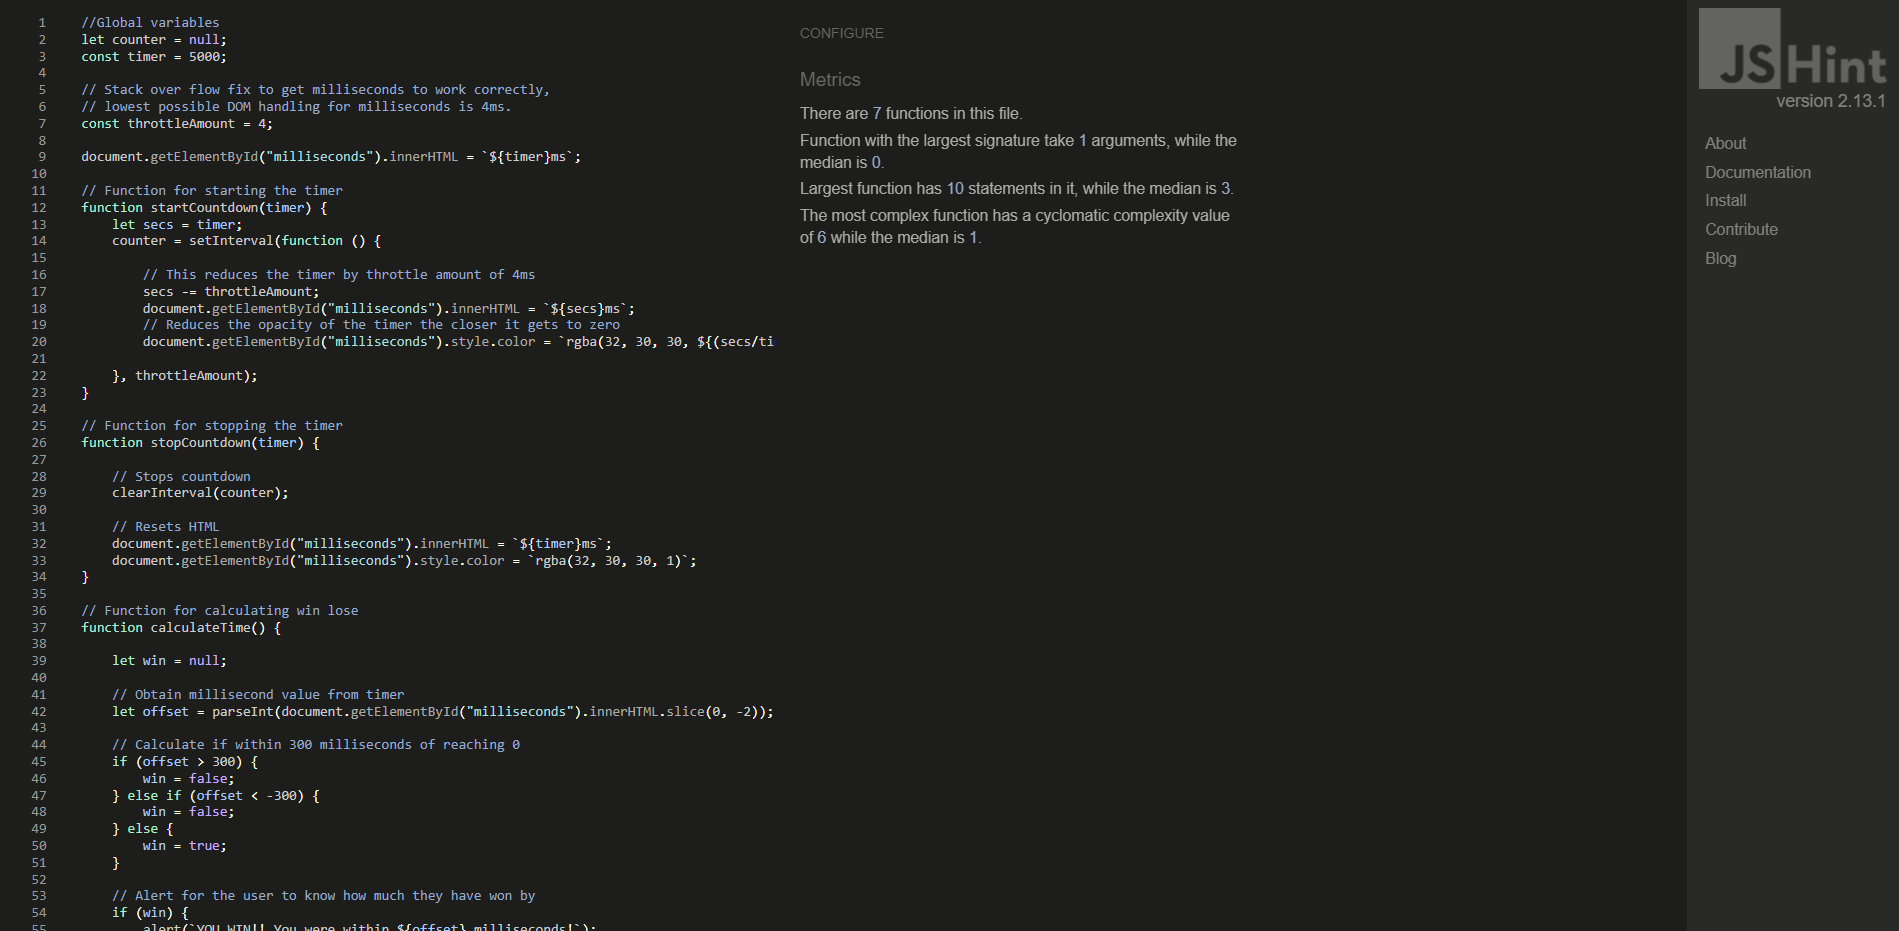 1 //Global variables
2 let counter = null;
3 const timer = 5000;
4
5 // Stack over flow fix to get milliseconds to work correctly,
6 // lowest possible DOM handling for milliseconds is 4ms.
7 const throttleAmount = 4;
8
9 document.getElementById("milliseconds").innerHTML = `${timer}ms`;
10
11 // Function for starting the timer
12 function startCountdown(timer) {
13 let secs = timer;
14 counter = setInterval(function () {
15
16 // This reduces the timer by throttle amount of 4ms
17 secs -= throttleAmount;
18 document.getElementById("milliseconds").innerHTML = `${secs}ms`;
19 // Reduces the opacity of the timer the closer it gets to zero
20 document.getElementById("milliseconds").style.color = `rgba(32, 30, 30, ${(secs/ti
21
22 }, throttleAmount);
23 }
24
25 // Function for stopping the timer
26 function stopCountdown(timer) {
27
28 // Stops countdown
29 clearInterval(counter);
30
31 // Resets HTML
32 document.getElementById("milliseconds").innerHTML = `${timer}ms`;
33 document.getElementById("milliseconds").style.color = `rgba(32, 30, 30, 1)`;
34 }
35
36 // Function for calculating win lose
37 function calculateTime() {
38
39 let win = null;
40
41 // Obtain millisecond value from timer
42 let offset = parseInt(document.getElementById("milliseconds").innerHTML.slice(0, -2));
43
44 // Calculate if within 300 milliseconds of reaching 0
45 if (offset > 300) {
46 win = false;
47 } else if (offset < -300) {
48 win = false;
49 } else {
50 win = true;
51 }
52
53 // Alert for the user to know how much they have won by
54 if (win) {
55 alert(`YOU WIN!! You were within ${offset} milliseconds!`);
CONFIGURE
Metrics
There are 7 functions in this file.
Function with the largest signature take 1 arguments, while the
median is 0.
Largest function has 10 statements in it, while the median is 3.
The most complex function has a cyclomatic complexity value
of 6 while the median is 1.
JSHint
version 2.13.1
About
Documentation
Install
Contribute
Blog